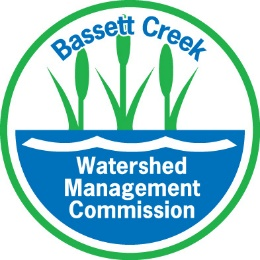 Bassett Creek
Watershed
Management
Commission